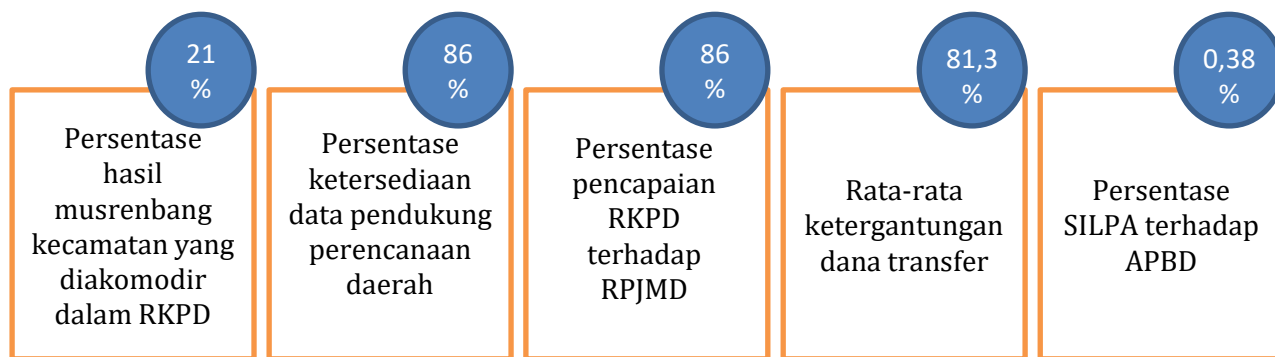 21
%
Persentase
hasil
musrenbang
kecamatan yang
diakomodir
dalam RKPD
86
%
Persentase
ketersediaan
data pendukung
perencanaan
daerah
86
%
Persentase
pencapaian
RKPD
terhadap
RPJMD
81,3
%
Rata-rata
ketergantungan
dana transfer
0,38
%
Persentase
SILPA terhadap
APBD